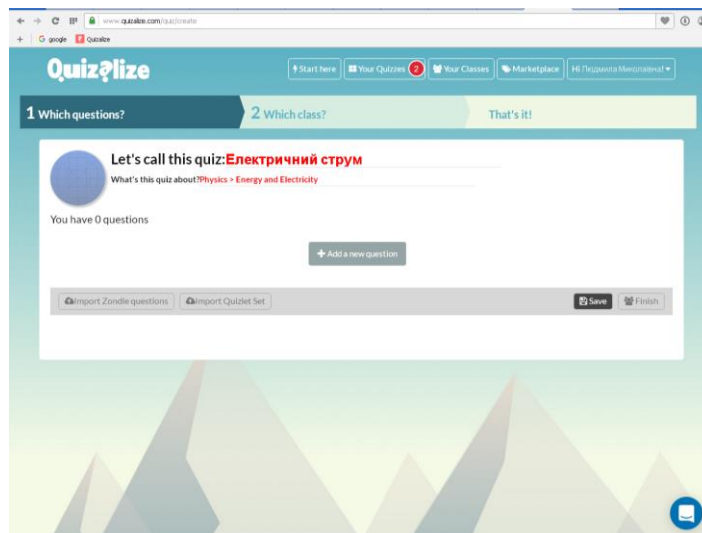 www.quizalize.com/quiz/create
google Quizalize
Quizalize
Start here Your Quizzes 2 Your Classes Marketplace Hi Людмила Миколаївна!
1 Which questions? 2 Which class? That's it!
Let's call this quiz:Електричний струм
What's this quiz about?Physics > Energy and Electricity
You have 0 questions
+ Add a new question
Import Zondle questions Import Quizlet Set Save Finish